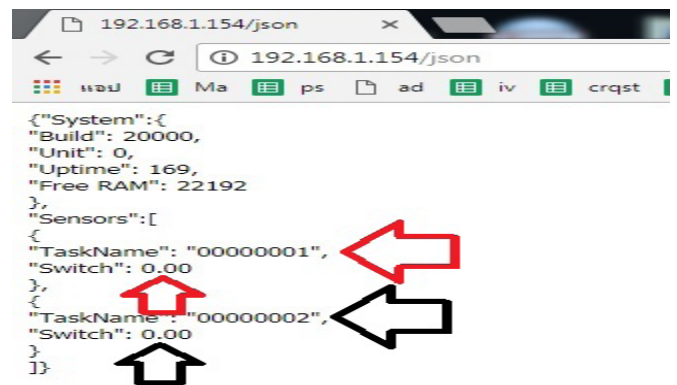 192.168.1.154/json
192.168.1.154/json
แอป Ma ps ad iv crqst
{"System":{
"Build": 20000,
"Unit": 0,
"Uptime": 169,
"Free RAM": 22192
},
"Sensors":[
{
"TaskName": "00000001",
"Switch": 0.00
},
{
"TaskName": "00000002",
"Switch": 0.00
}
]}